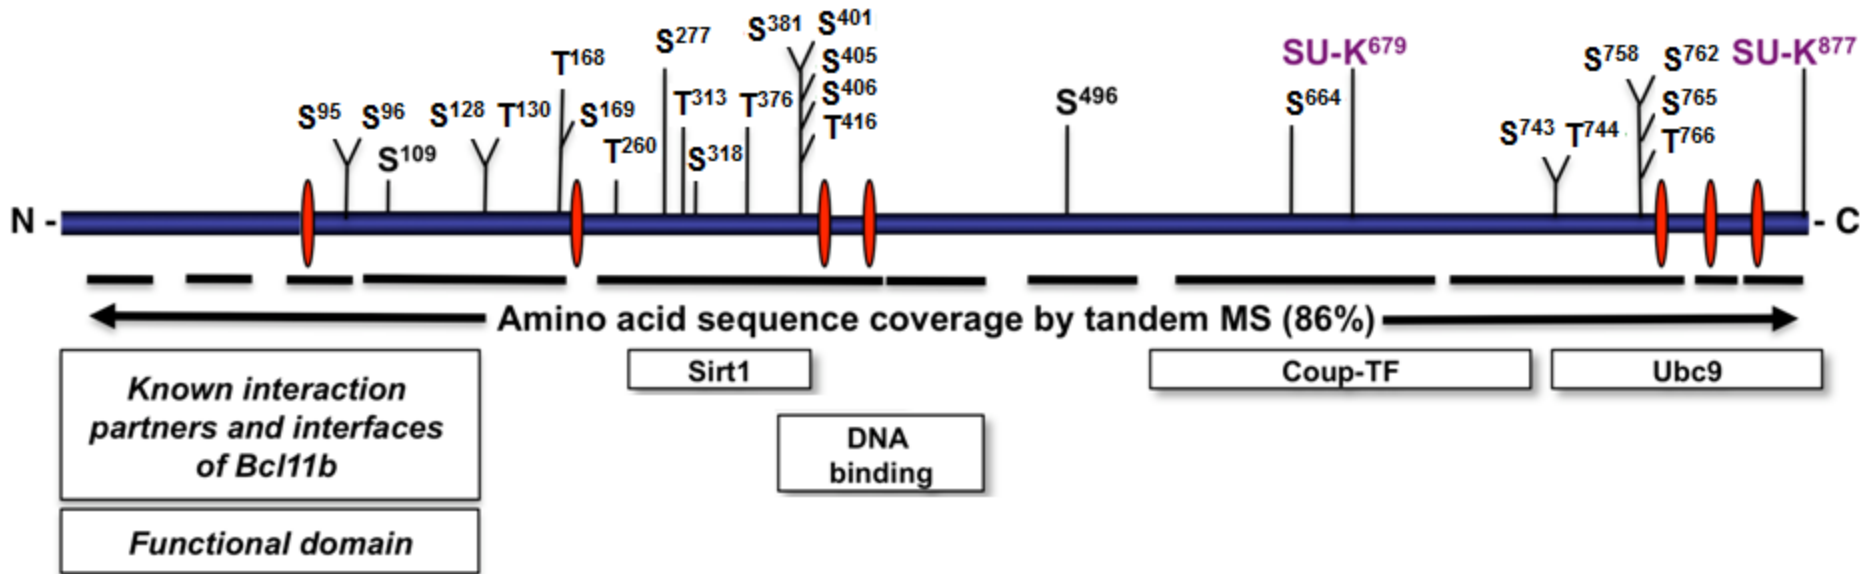 S³⁸¹ S⁴⁰¹
S²⁷⁷
T¹⁶⁸
S⁴⁰⁵
SU-K⁶⁷⁹
S⁷⁵⁸ S⁷⁶²
SU-K⁸⁷⁷
S⁹⁵ S⁹⁶
S¹²⁸ T¹³⁰
S¹⁶⁹
T³¹³ T³⁷⁶
S⁴⁰⁶
S⁴⁹⁶
S⁶⁶⁴
S⁷⁶⁵
S¹⁰⁹
T²⁶⁰
S³¹⁸
T⁴¹⁶
S⁷⁴³ T⁷⁴⁴
T⁷⁶⁶
N - - C
Amino acid sequence coverage by tandem MS (86%)
Known interaction
partners and interfaces
of Bcl11b
Sirt1
Coup-TF
Ubc9
DNA
binding
Functional domain